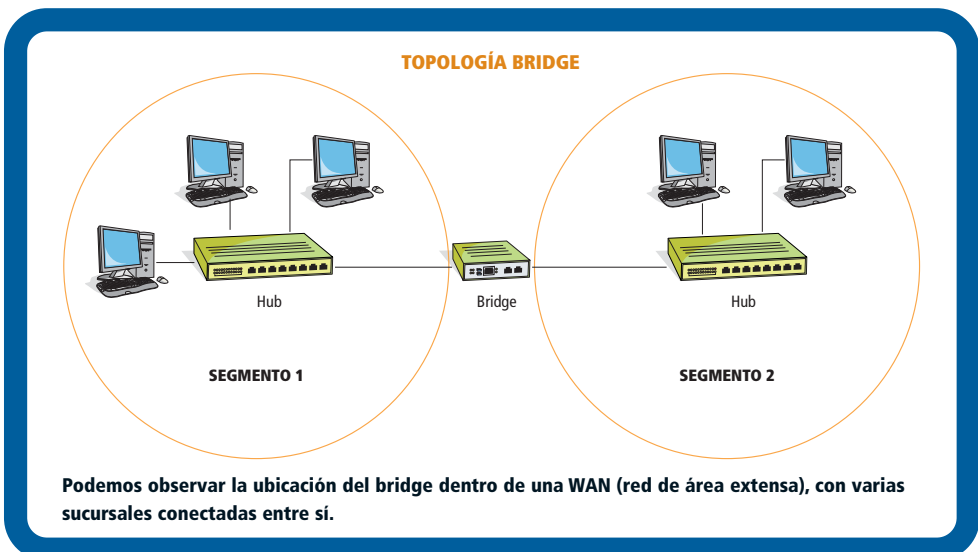 TOPOLOGÍA BRIDGE
Hub
Bridge
Hub
SEGMENTO 1
SEGMENTO 2
Podemos observar la ubicación del bridge dentro de una WAN (red de área extensa), con varias
sucursales conectadas entre sí.